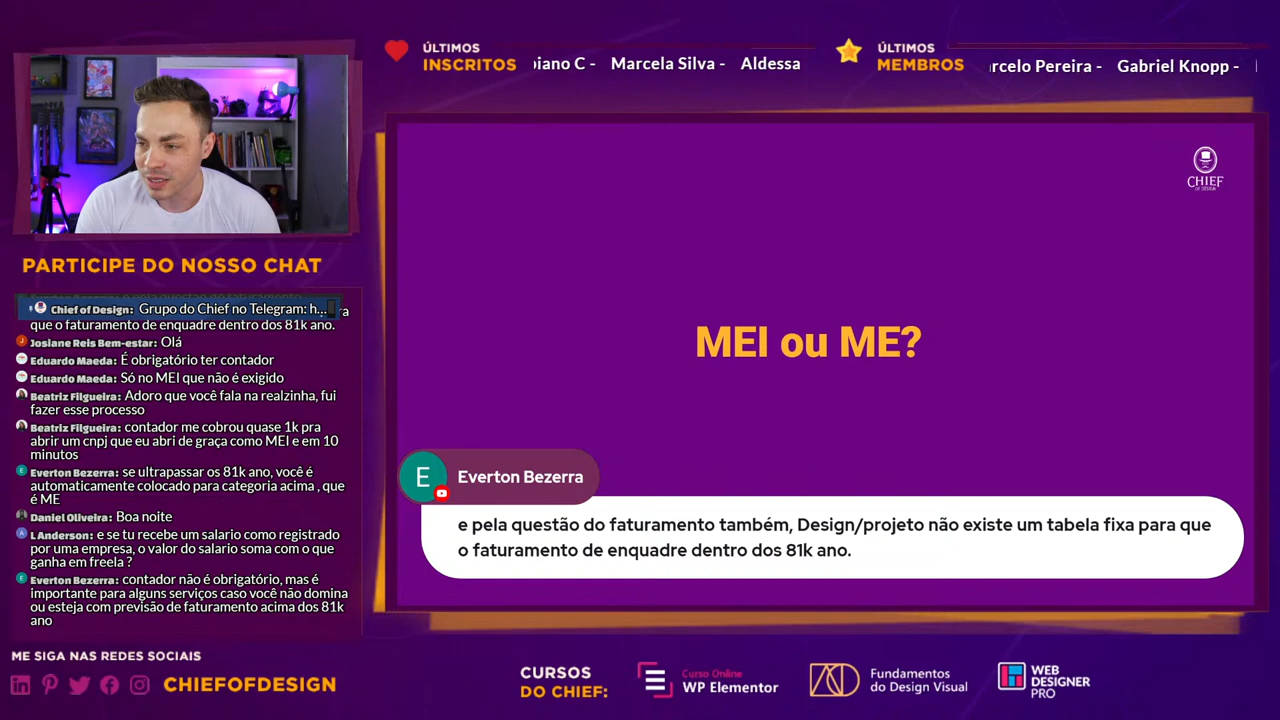 ÚLTIMOS
INSCRITOS
piano C - Marcela Silva - Aldessa
ÚLTIMOS
MEMBROS
rcelo Pereira - Gabriel Knopp -
CHIEF
OF DESIGN
MEI ou ME?
Everton Bezerra
e pela questão do faturamento também, Design/projeto não existe um tabela fixa para que
o faturamento de enquadre dentro dos 81k ano.
PARTICIPE DO NOSSO CHAT
Chief of Design: Grupo do Chief no Telegram: h...
que o faturamento de enquadre dentro dos 81k ano.
Josiane Reis Bem-estar: Olá
Eduardo Maeda: É obrigatório ter contador
Eduardo Maeda: Só no MEI que não é exigido
Beatriz Filgueira: Adoro que você fala na realzinha, fui
fazer esse processo
Beatriz Filgueira: contador me cobrou quase 1k pra
abrir um cnpj que eu abri de graça como MEI e em 10
minutos
Everton Bezerra: se ultrapassar os 81k ano, você é
automaticamente colocado para categoria acima , que
é ME
Daniel Oliveira: Boa noite
L Anderson: e se tu recebe um salario como registrado
por uma empresa, o valor do salario soma com o que
ganha em freela ?
Everton Bezerra: contador não é obrigatório, mas é
importante para alguns serviços caso você não domina
ou esteja com previsão de faturamento acima dos 81k
ano
ME SIGA NAS REDES SOCIAIS
CHIEFOFDESIGN
CURSOS
DO CHIEF:
Curso Online
WP Elementor
Fundamentos
do Design Visual
WEB
DESIGNER
PRO